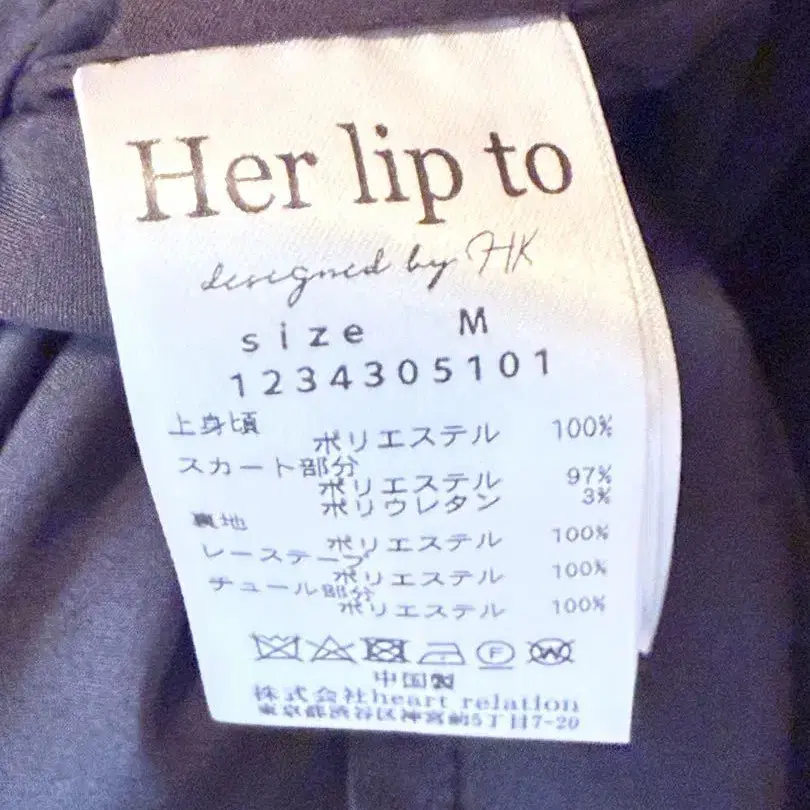 Her lip to
designed by HK
size M
1234305101
上身頃
ポリエステル 100%
スカート部分
ポリエステル 97%
ポリウレタン 3%
裏地
ポリエステル 100%
レーステープ
ポリエステル 100%
チュール部分
ポリエステル 100%
F W
中国製
株式会社heart relation
東京都渋谷区神宮前5丁目7-20